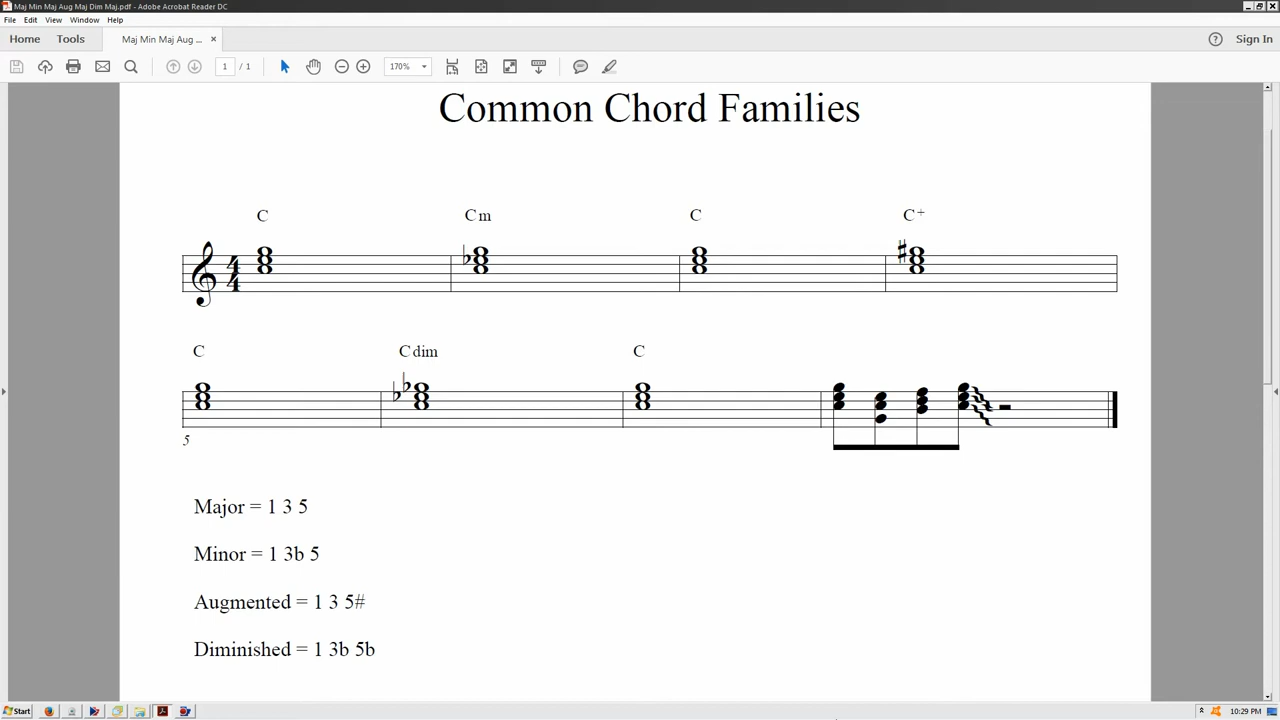 Maj Min Maj Aug Maj Dim Maj.pdf - Adobe Acrobat Reader DC
File Edit View Window Help
Home Tools Maj Min Maj Aug ... × Sign In
1 / 1 170%
Common Chord Families
C Cm C C+
4
4
C Cdim C
5
Major = 1 3 5
Minor = 1 3b 5
Augmented = 1 3 5#
Diminished = 1 3b 5b
Start 10:29 PM